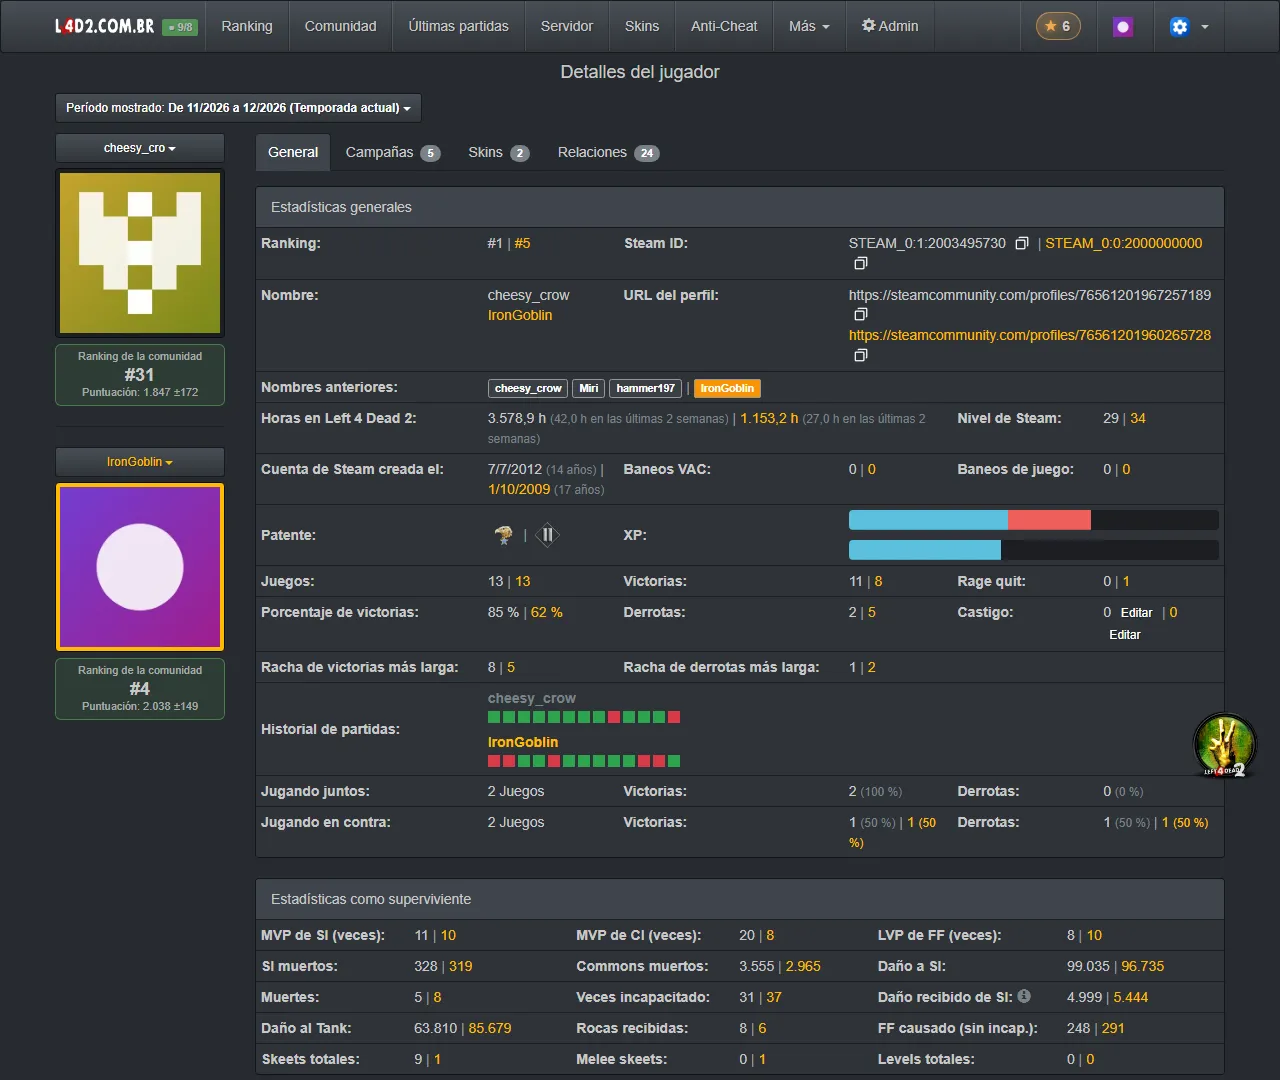 L4D2.COM.BR 9/8 Ranking Comunidad Últimas partidas Servidor Skins Anti-Cheat Más Admin 6
Detalles del jugador
Período mostrado: De 11/2026 a 12/2026 (Temporada actual)
cheesy_cro
Ranking de la comunidad
#31
Puntuación: 1.847 ±172
IronGoblin
Ranking de la comunidad
#4
Puntuación: 2.038 ±149
General Campañas 5 Skins 2 Relaciones 24
Estadísticas generales
Ranking: #1 | #5 Steam ID: STEAM_0:1:2003495730 | STEAM_0:0:2000000000
Nombre: cheesy_crow URL del perfil: https://steamcommunity.com/profiles/76561201967257189
IronGoblin https://steamcommunity.com/profiles/76561201960265728
Nombres anteriores: cheesy_crow Miri hammer197 | IronGoblin
Horas en Left 4 Dead 2: 3.578,9 h (42,0 h en las últimas 2 semanas) | 1.153,2 h (27,0 h en las últimas 2 semanas) Nivel de Steam: 29 | 34
Cuenta de Steam creada el: 7/7/2012 (14 años) | 1/10/2009 (17 años) Baneos VAC: 0 | 0 Baneos de juego: 0 | 0
Patente: | XP:
Juegos: 13 | 13 Victorias: 11 | 8 Rage quit: 0 | 1
Porcentaje de victorias: 85 % | 62 % Derrotas: 2 | 5 Castigo: 0 Editar | 0 Editar
Racha de victorias más larga: 8 | 5 Racha de derrotas más larga: 1 | 2
Historial de partidas: cheesy_crow
IronGoblin
Jugando juntos: 2 Juegos Victorias: 2 (100 %) Derrotas: 0 (0 %)
Jugando en contra: 2 Juegos Victorias: 1 (50 %) | 1 (50 %) Derrotas: 1 (50 %) | 1 (50 %)
LEFT 4 DEAD 2
Estadísticas como superviviente
MVP de SI (veces): 11 | 10 MVP de CI (veces): 20 | 8 LVP de FF (veces): 8 | 10
SI muertos: 328 | 319 Commons muertos: 3.555 | 2.965 Daño a SI: 99.035 | 96.735
Muertes: 5 | 8 Veces incapacitado: 31 | 37 Daño recibido de SI: 4.999 | 5.444
Daño al Tank: 63.810 | 85.679 Rocas recibidas: 8 | 6 FF causado (sin incap.): 248 | 291
Skeets totales: 9 | 1 Melee skeets: 0 | 1 Levels totales: 0 | 0